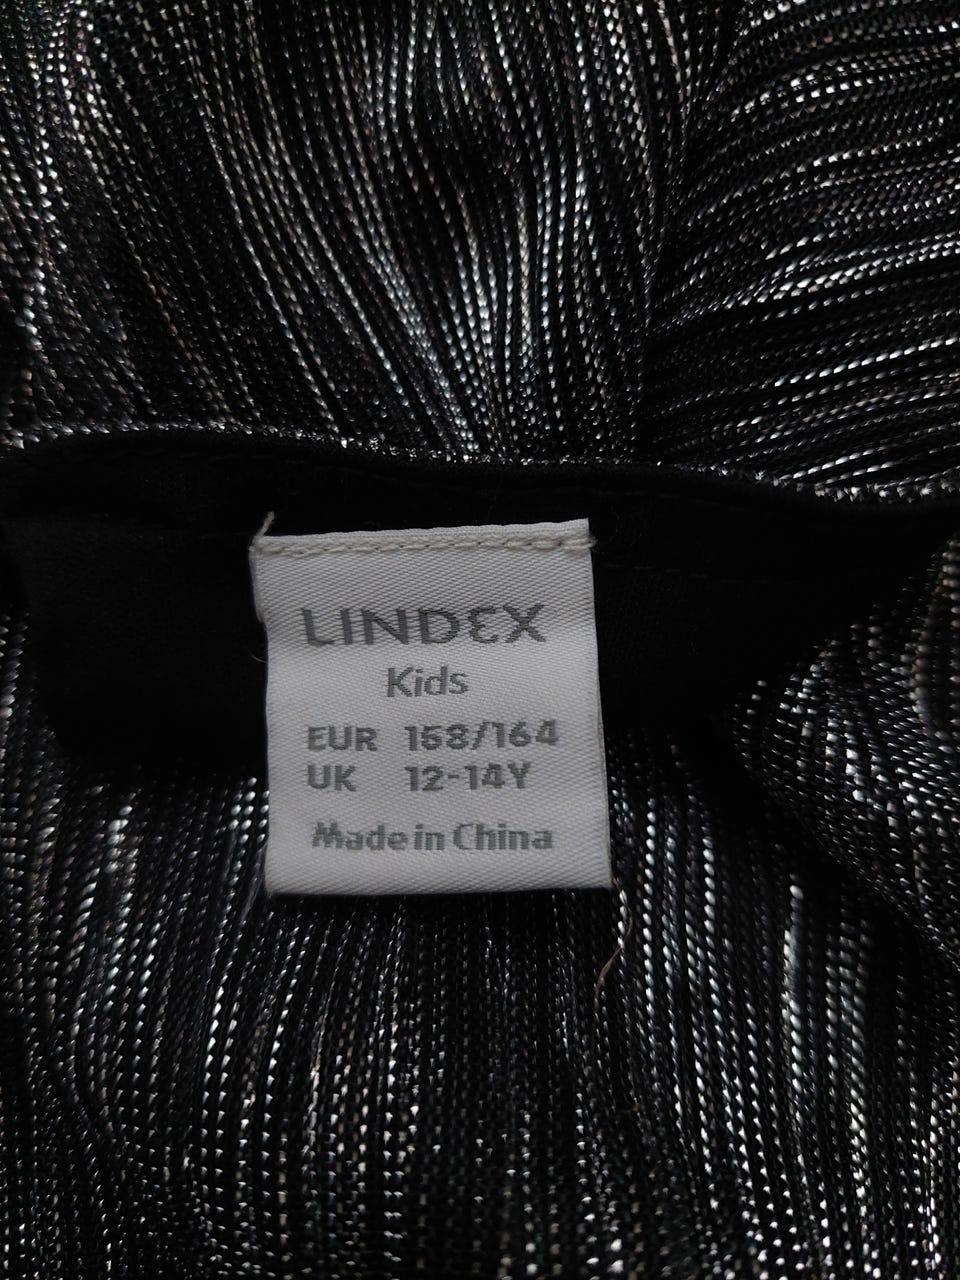 LINDEX
Kids
EUR 158/164
UK 12-14Y
Made in China